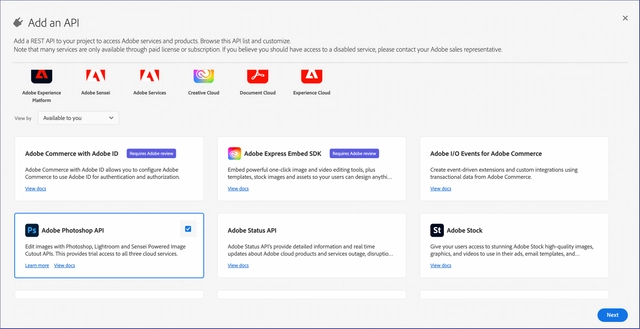 Add an API
Add a REST API to your project to access Adobe services and products. Browse this API list and customize.
Note that many services are only available through paid license or subscription. If you believe you should have access to a disabled service, please contact your Adobe sales representative.
Adobe Experience Platform
Adobe Sensei
Adobe Services
Creative Cloud
Document Cloud
Experience Cloud
View by
Available to you
Adobe Commerce with Adobe ID
Requires Adobe review
Adobe Commerce with Adobe ID allows you to configure Adobe
Commerce to use Adobe ID for authentication and authorization.
View docs
Adobe Express Embed SDK
Requires Adobe review
Embed powerful one-click image and video editing tools, plus
templates, stock images and assets so your users can design anythi...
View docs
Adobe I/O Events for Adobe Commerce
Create event-driven extensions and custom integrations using
transactional data from Adobe Commerce.
View docs
Ps
Adobe Photoshop API
Edit images with Photoshop, Lightroom and Sensei Powered Image
Cutout APIs. This provides trial access to all three cloud services.
Learn more View docs
Adobe Status API
Adobe Status API's provide detailed information and real time
updates about Adobe cloud products and services outage, disruptio...
View docs
St
Adobe Stock
Give your users access to stunning Adobe Stock high-quality images,
graphics, and videos to use in their ads, email templates, and...
View docs
Next